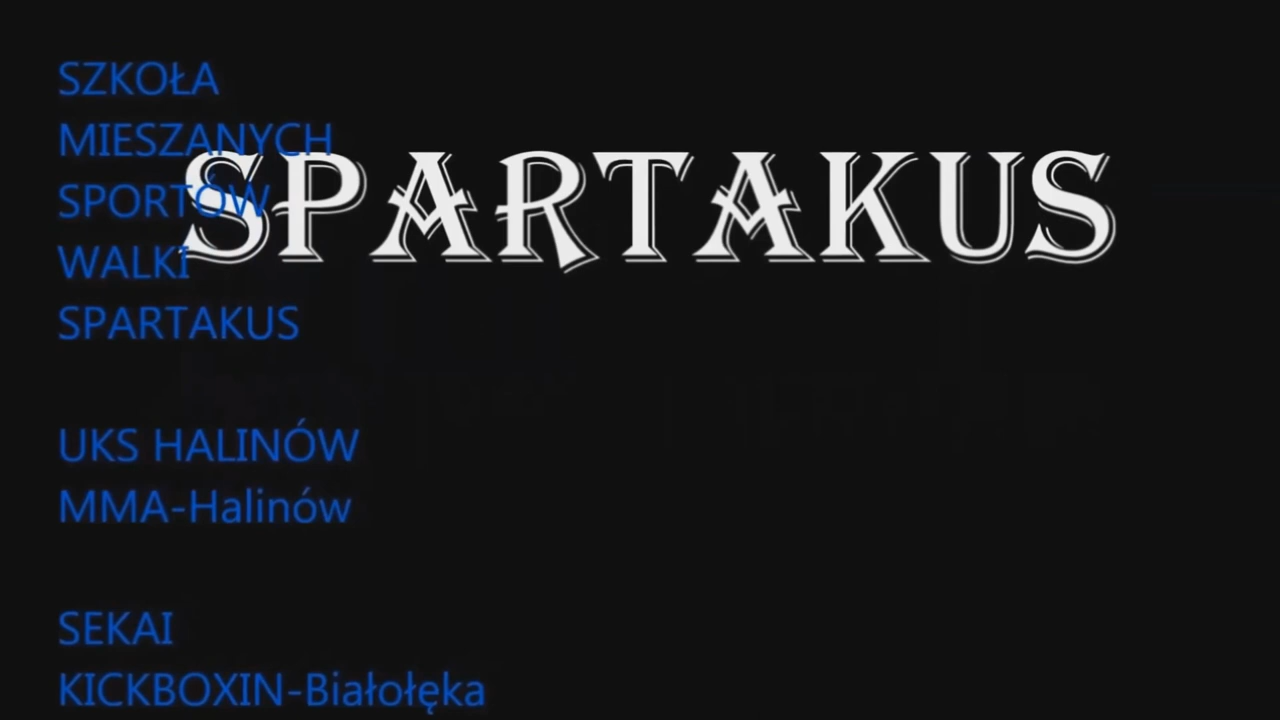 SZKOŁA
MIESZANYCH
SPORTÓW
WALKI
SPARTAKUS
SPARTAKUS
UKS HALINÓW
MMA-Halinów
SEKAI
KICKBOXIN-Białołęka